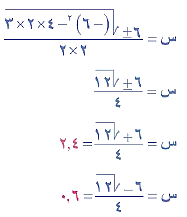 س = ٦ ± √(٦−)² − ٤ × ٢ × ٣ / ٢ × ٢
س = ٦ ± √١٢ / ٤
س = ٦ + √١٢ / ٤ = ٢,٤
س = ٦ − √١٢ / ٤ = ٠,٦